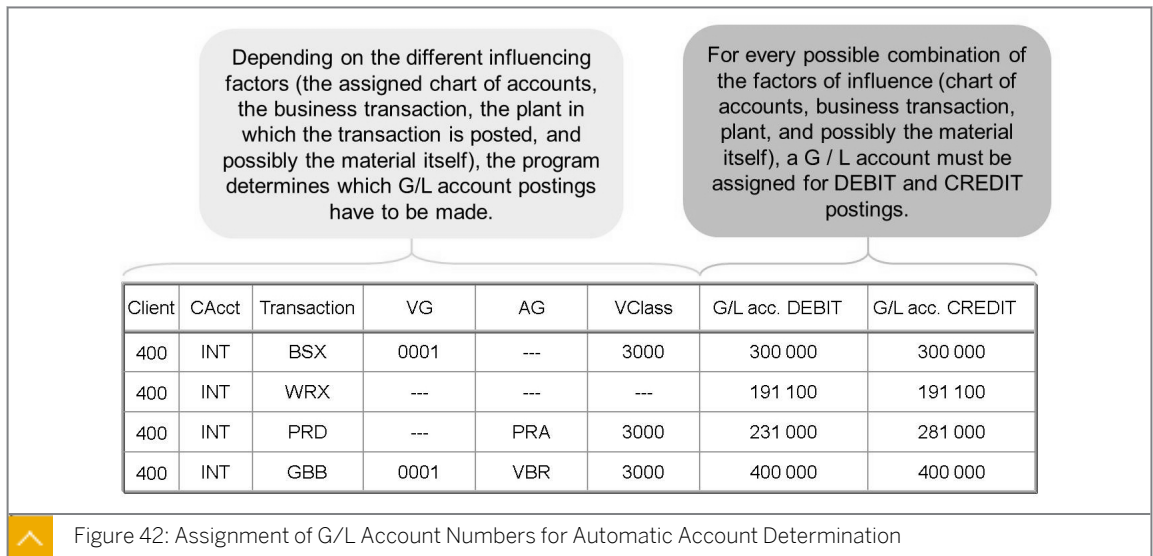 Depending on the different influencing
factors (the assigned chart of accounts,
the business transaction, the plant in
which the transaction is posted, and
possibly the material itself), the program
determines which G/L account postings
have to be made.
For every possible combination of
the factors of influence (chart of
accounts, business transaction,
plant, and possibly the material
itself), a G / L account must be
assigned for DEBIT and CREDIT
postings.
Client CAcct Transaction VG AG VClass G/L acc. DEBIT G/L acc. CREDIT
400 INT BSX 0001 --- 3000 300 000 300 000
400 INT WRX --- --- --- 191 100 191 100
400 INT PRD --- PRA 3000 231 000 281 000
400 INT GBB 0001 VBR 3000 400 000 400 000
Figure 42: Assignment of G/L Account Numbers for Automatic Account Determination